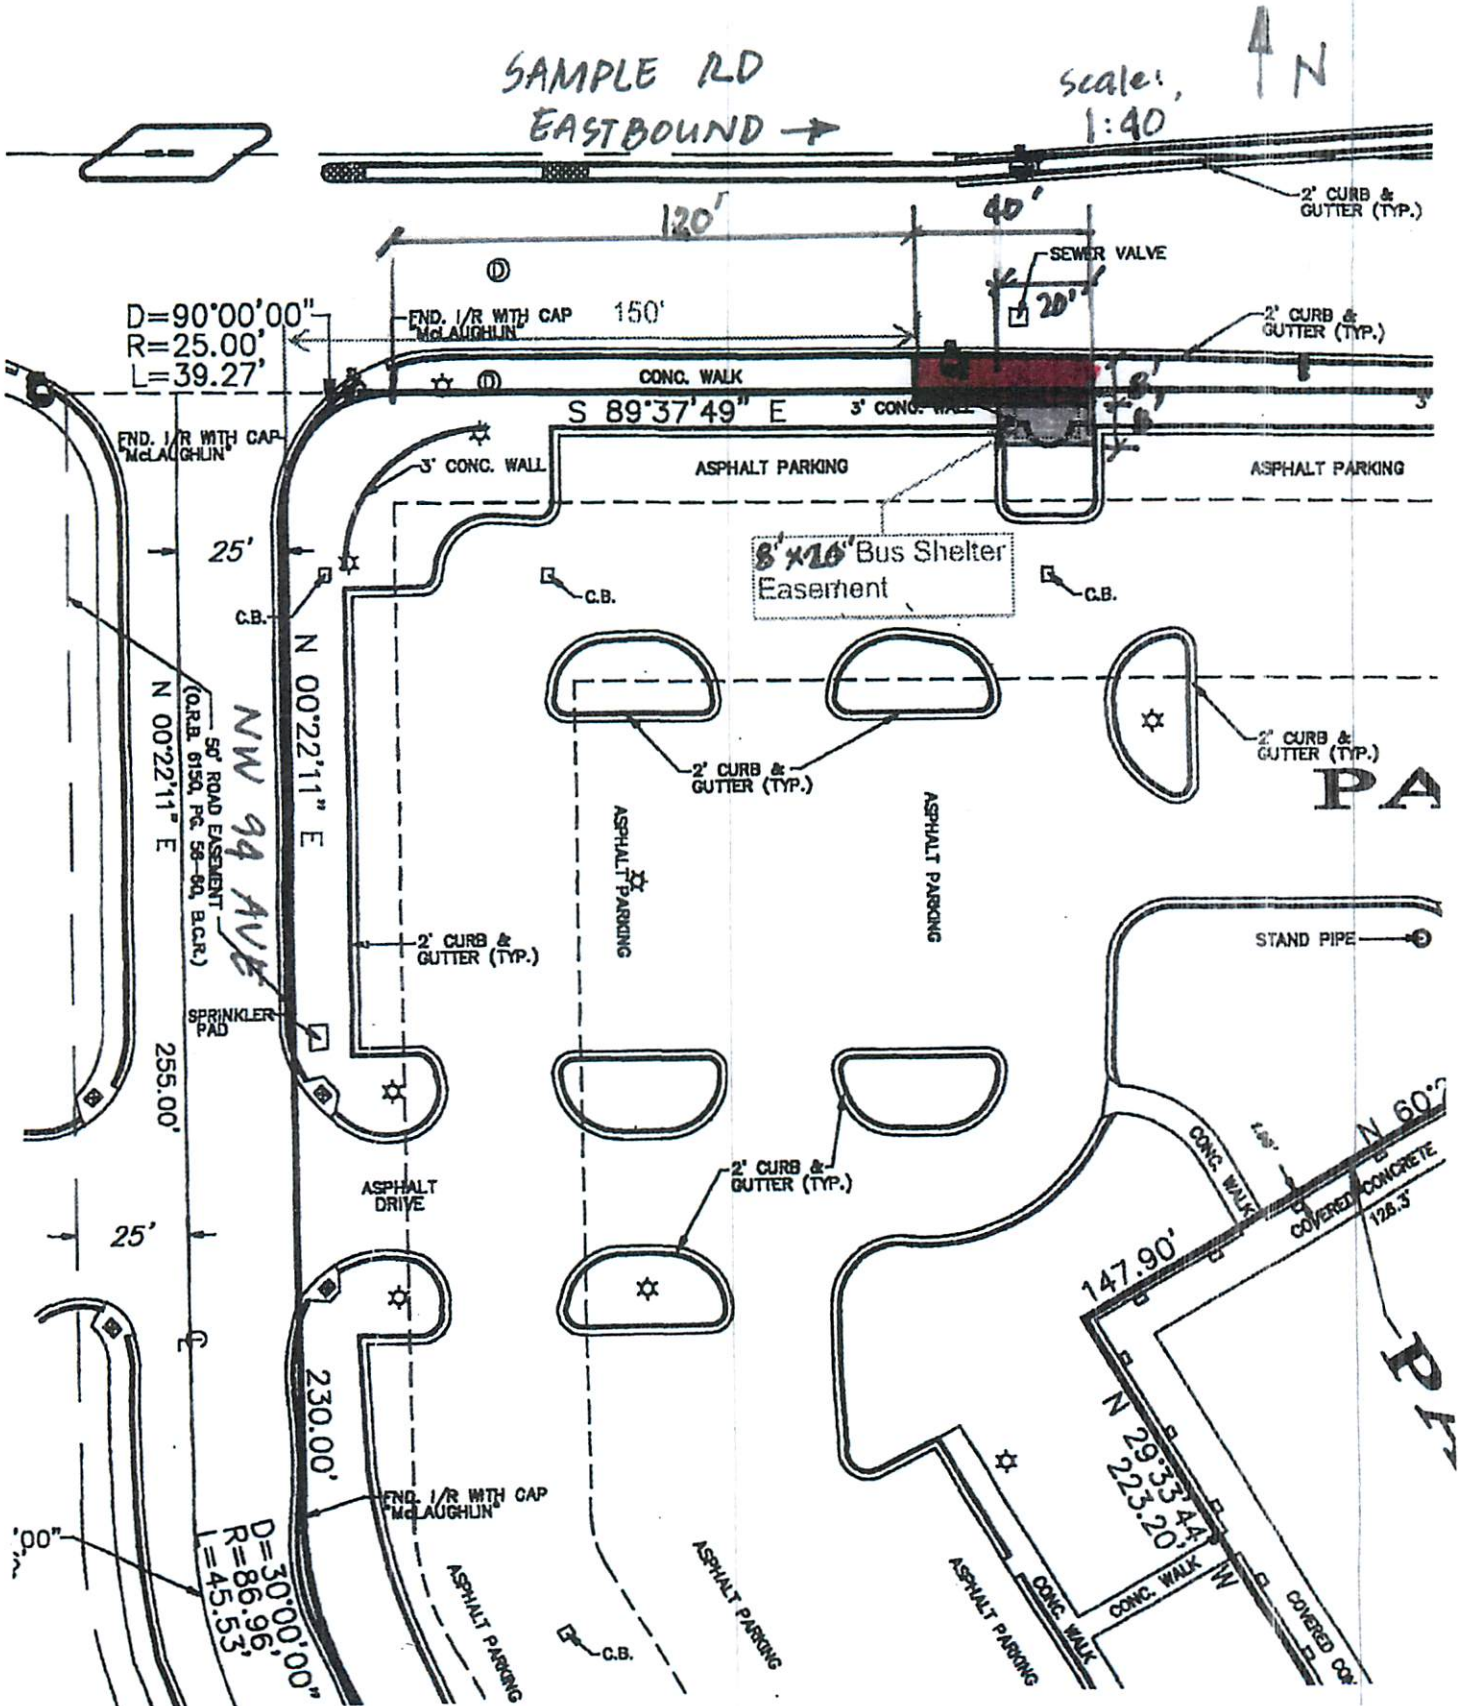 SAMPLE RD
EASTBOUND →
Scale:,
1:40
N
2' CURB &
GUTTER (TYP.)
120'
40'
SEWER VALVE
20'
D=90°00'00"
R=25.00'
L=39.27'
D
FND. I/R WITH CAP
"McLAUGHLIN"
150'
2' CURB &
GUTTER (TYP.)
CONC. WALK
D
S 89°37'49" E
3' CONC. WALL
8'
8'
3'
FND. I/R WITH CAP
"McLAUGHLIN"
3' CONC. WALL
ASPHALT PARKING
ASPHALT PARKING
25'
8'x20' Bus Shelter
Easement
C.B.
C.B.
C.B.
N 00°22'11" E
N 00°22'11" E
50' ROAD EASEMENT
(O.R.B. 6150, PG. 58-60, B.C.R.)
NW 94 AVE
2' CURB &
GUTTER (TYP.)
2' CURB &
GUTTER (TYP.)
PA
ASPHALT PARKING
ASPHALT PARKING
2' CURB &
GUTTER (TYP.)
STAND PIPE
SPRINKLER
PAD
255.00'
CONC. WALK
N 60°
COVERED CONCRETE
126.3'
2' CURB &
GUTTER (TYP.)
ASPHALT
DRIVE
25'
147.90'
PA
230.00'
N 29°33'44" W
223.20'
FND. I/R WITH CAP
"McLAUGHLIN"
'00"
D=30°00'00"
R=86.96'
L=45.53'
ASPHALT PARKING
ASPHALT PARKING
ASPHALT PARKING
CONC. WALK
CONC. WALK
COVERED CON
C.B.